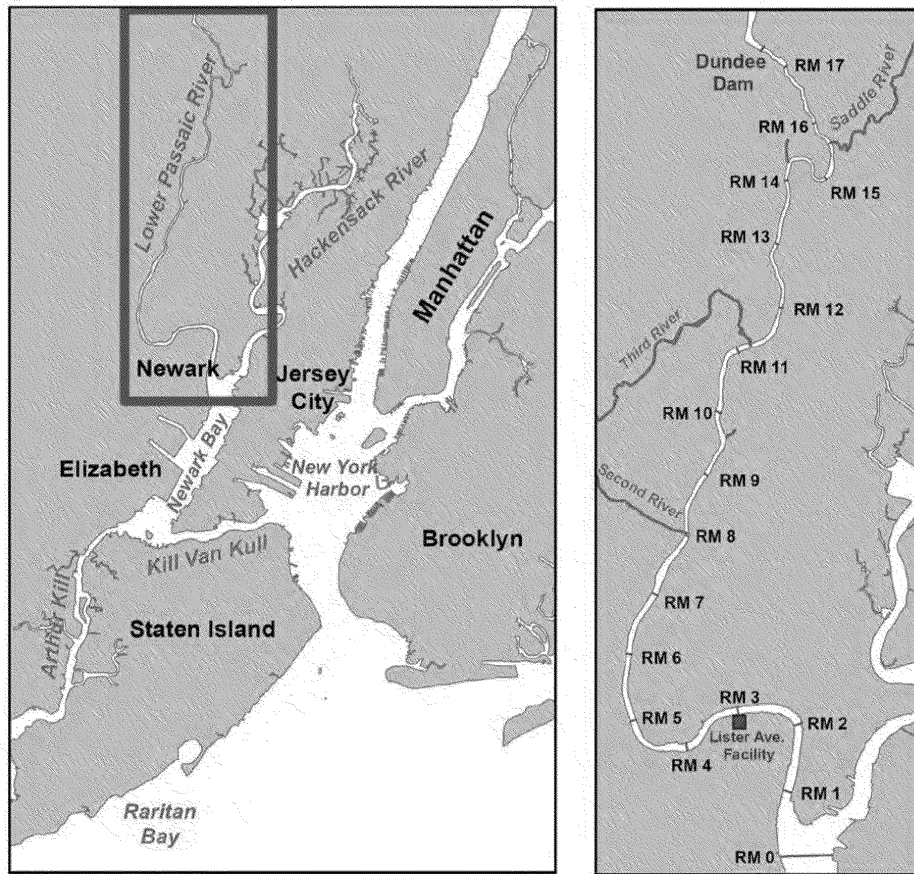 Lower Passaic River
Hackensack River
Manhattan
Newark
Jersey
City
Newark Bay
Elizabeth
New York
Harbor
Kill Van Kull
Brooklyn
Arthur Kill
Staten Island
Raritan
Bay
Dundee
Dam
RM 17
Saddle River
RM 16
RM 14
RM 15
RM 13
RM 12
Third River
RM 11
RM 10
Second River
RM 9
RM 8
RM 7
RM 6
RM 3
RM 5
RM 2
Lister Ave.
Facility
RM 4
RM 1
RM 0